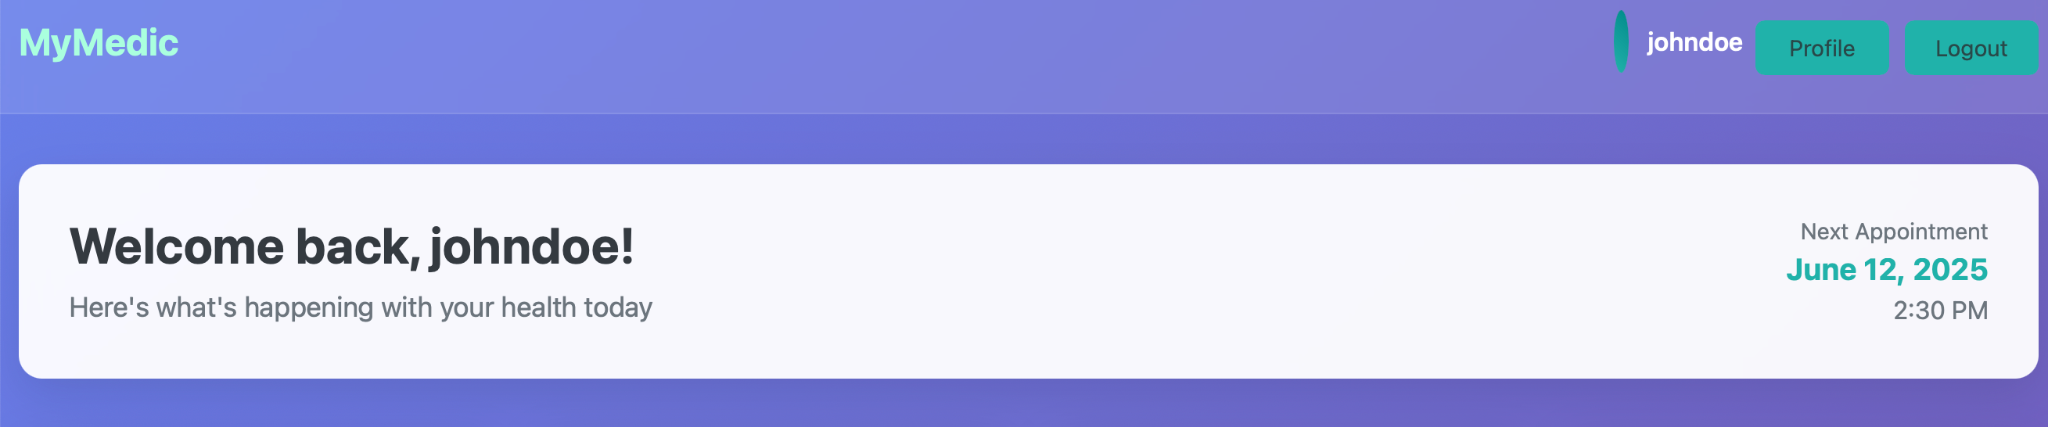 MyMedic
johndoe
Profile
Logout
Welcome back, johndoe!
Here's what's happening with your health today
Next Appointment
June 12, 2025
2:30 PM